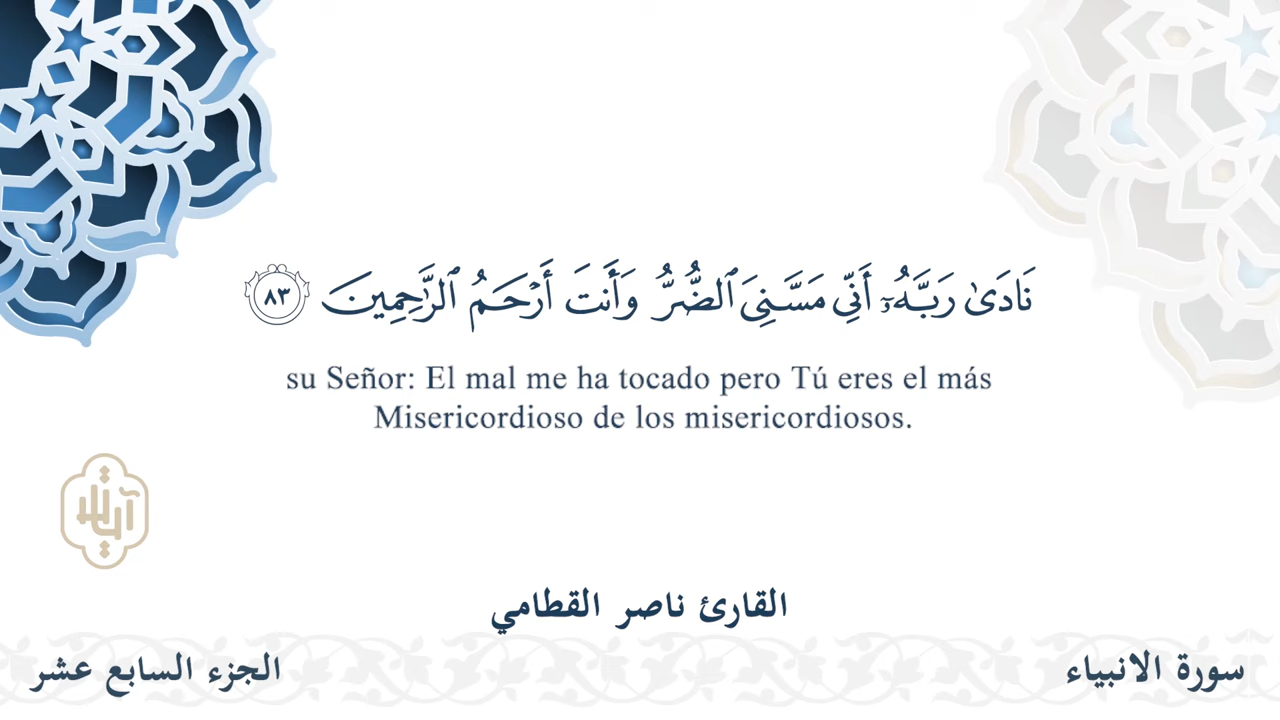 نَادَىٰ رَبَّهُۥٓ أَنِّي مَسَّنِيَ ٱلضُّرُّ وَأَنتَ أَرْحَمُ ٱلرَّٰحِمِينَ ٨٣
su Señor: El mal me ha tocado pero Tú eres el más
Misericordioso de los misericordiosos.
القارئ ناصر القطامي
سورة الانبياء
الجزء السابع عشر